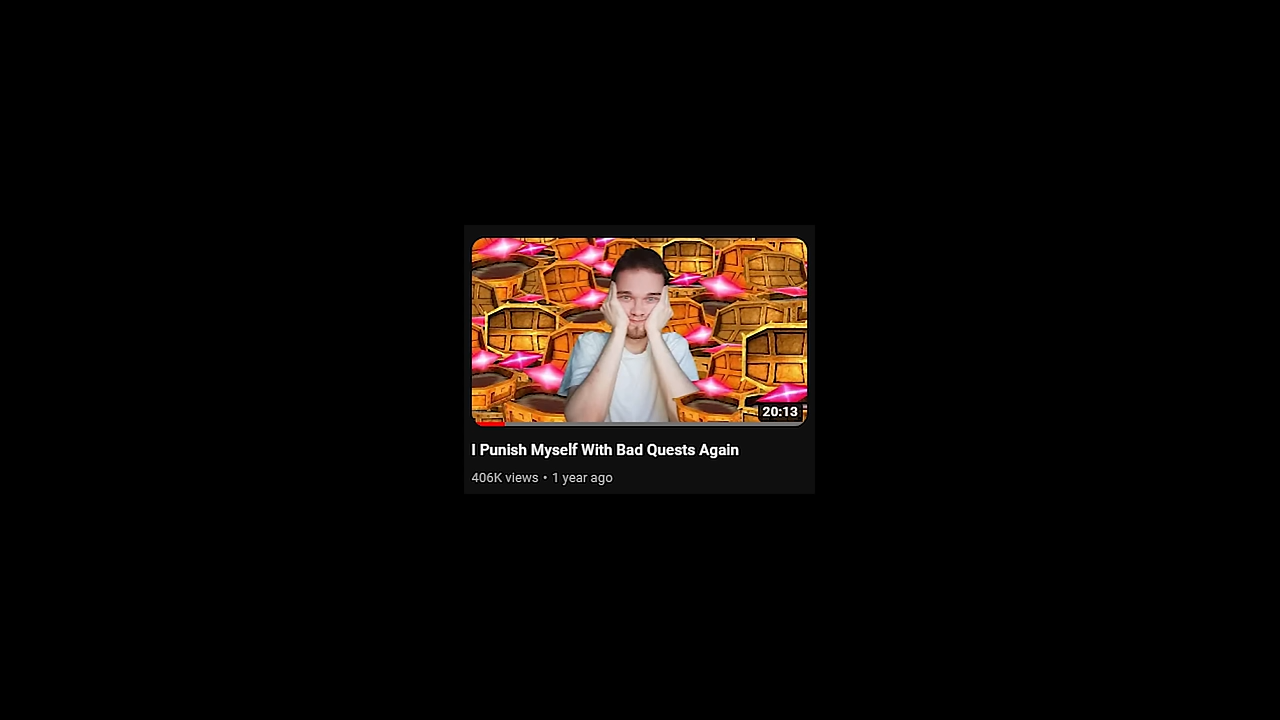 20:13
I Punish Myself With Bad Quests Again
406K views • 1 year ago